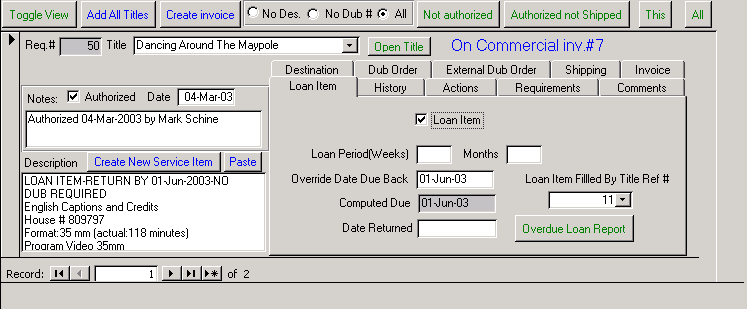 Toggle View Add All Titles Create invoice No Des. No Dub # All Not authorized Authorized not Shipped This All
Req.# 50 Title Dancing Around The Maypole Open Title On Commercial inv.#7
Destination Dub Order External Dub Order Shipping Invoice
Loan Item History Actions Requirements Comments
Notes: Authorized Date 04-Mar-03
Authorized 04-Mar-2003 by Mark Schine
Description Create New Service Item Paste
LOAN ITEM-RETURN BY 01-Jun-2003-NO
DUB REQUIRED
English Captions and Credits
House # 809797
Format:35 mm (actual:118 minutes)
Program Video 35mm
Loan Item
Loan Period(Weeks) Months
Override Date Due Back 01-Jun-03 Loan Item Fillled By Title Ref #
Computed Due 01-Jun-03 11
Date Returned Overdue Loan Report
Record: 1 of 2